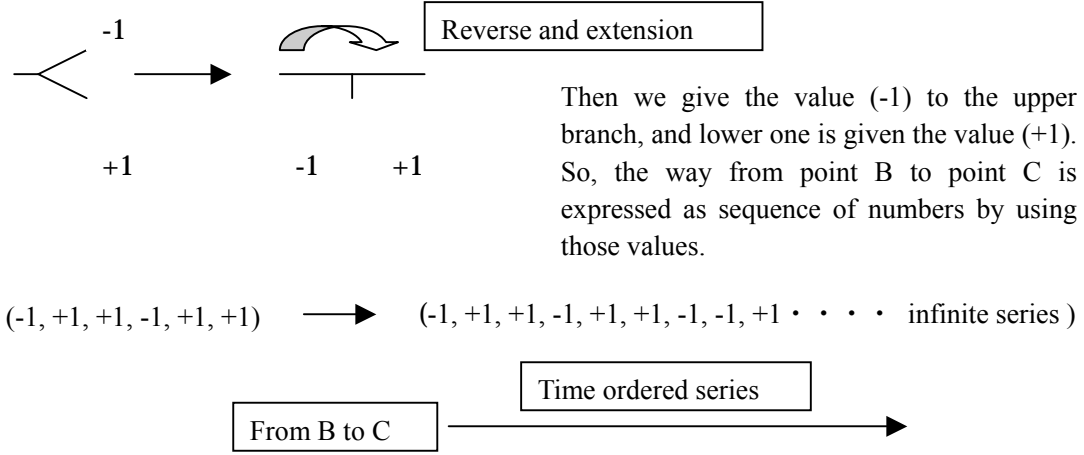 -1
Reverse and extension
+1
-1
+1
Then we give the value (-1) to the upper
branch, and lower one is given the value (+1).
So, the way from point B to point C is
expressed as sequence of numbers by using
those values.
(-1, +1, +1, -1, +1, +1)
(-1, +1, +1, -1, +1, +1, -1, -1, +1・・・・ infinite series )
Time ordered series
From B to C